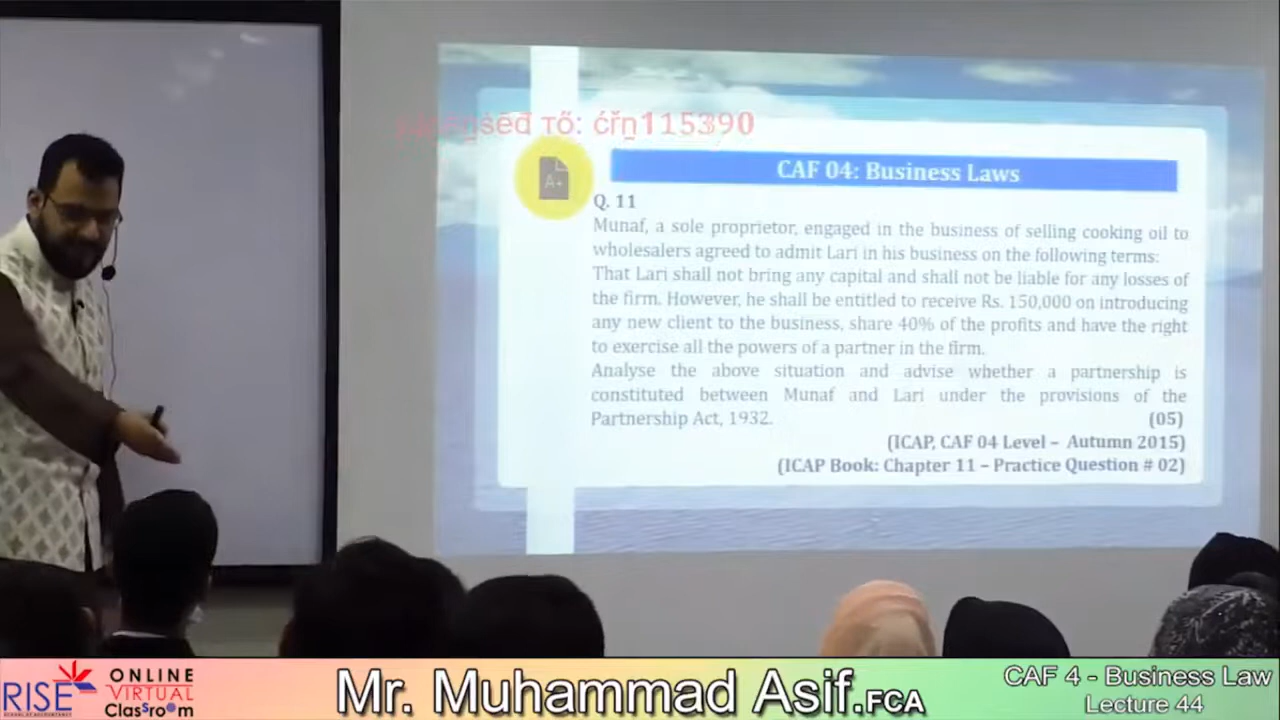 ṡėđ тő: ćřṉ115390
A+
CAF 04: Business Laws
Q. 11
Munaf, a sole proprietor, engaged in the business of selling cooking oil to
wholesalers agreed to admit Lari in his business on the following terms:
That Lari shall not bring any capital and shall not be liable for any losses of
the firm. However, he shall be entitled to receive Rs. 150,000 on introducing
any new client to the business, share 40% of the profits and have the right
to exercise all the powers of a partner in the firm.
Analyse the above situation and advise whether a partnership is
constituted between Munaf and Lari under the provisions of the
Partnership Act, 1932. (05)
(ICAP, CAF 04 Level – Autumn 2015)
(ICAP Book: Chapter 11 – Practice Question # 02)
RISE
ONLINE
VIRTUAL
ClasSroom
Mr. Muhammad Asif.FCA
CAF 4 - Business Law
Lecture 44